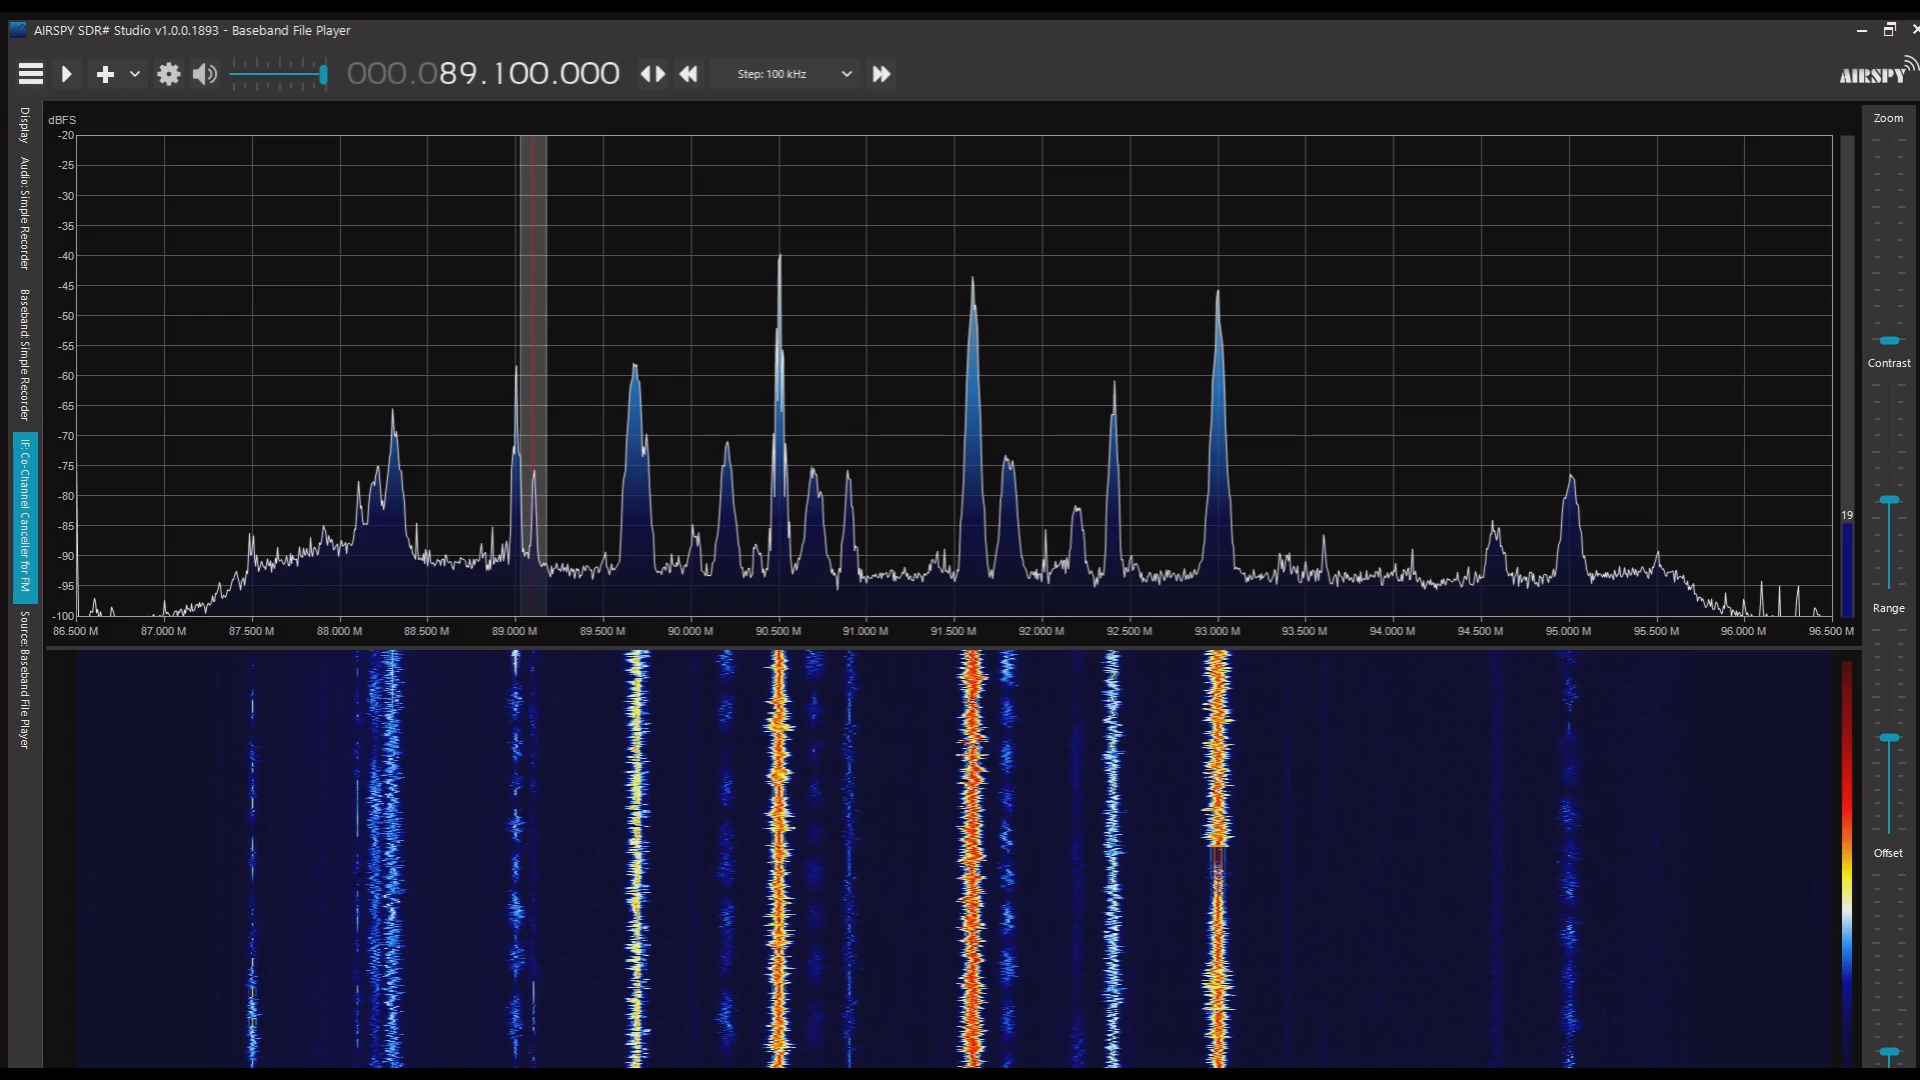 AIRSPY SDR# Studio v1.0.0.1893 - Baseband File Player
000.089.100.000
Step: 100 kHz
AIRSPY
Display
Audio: Simple Recorder
Baseband: Simple Recorder
IF: Co-Channel Canceller for FM
Source: Baseband File Player
dBFS
-20
-25
-30
-35
-40
-45
-50
-55
-60
-65
-70
-75
-80
-85
-90
-95
-100
86.500 M 87.000 M 87.500 M 88.000 M 88.500 M 89.000 M 89.500 M 90.000 M 90.500 M 91.000 M 91.500 M 92.000 M 92.500 M 93.000 M 93.500 M 94.000 M 94.500 M 95.000 M 95.500 M 96.000 M 96.500 M
19
Zoom
Contrast
Range
Offset